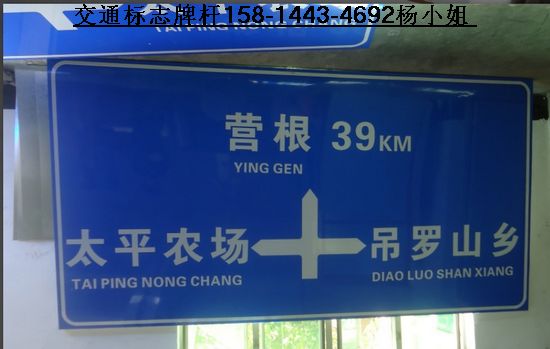 交通标志牌杆158-1443-4692杨小姐
TAI PING NONG CHANG
营根 39KM
YING GEN
太平农场 吊罗山乡
TAI PING NONG CHANG DIAO LUO SHAN XIANG